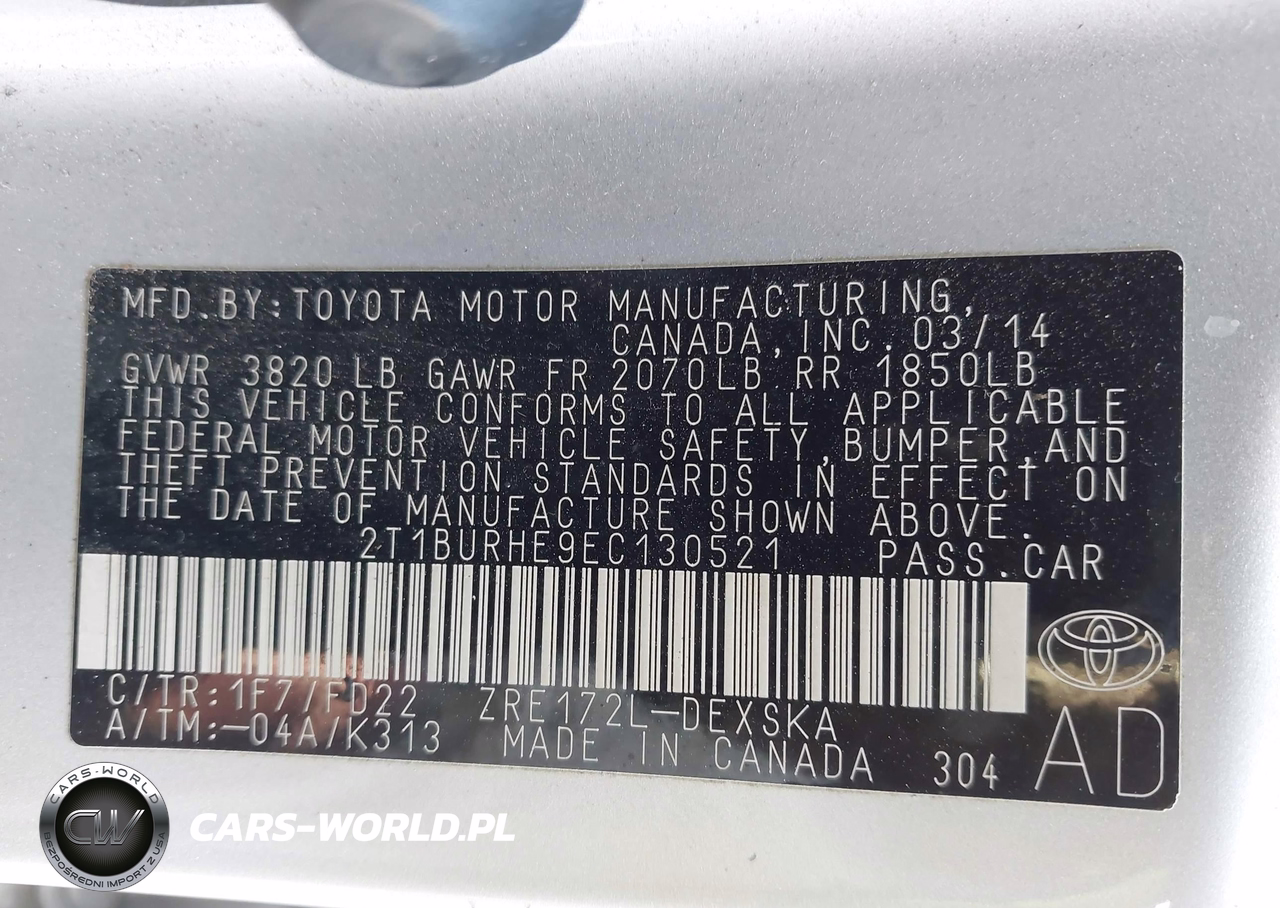 MFD.BY:TOYOTA MOTOR MANUFACTURING,
CANADA,INC. 03/14
GVWR 3820 LB GAWR FR 2070LB RR 1850LB
THIS VEHICLE CONFORMS TO ALL APPLICABLE
FEDERAL MOTOR VEHICLE SAFETY,BUMPER,AND
THEFT PREVENTION STANDARDS IN EFFECT ON
THE DATE OF MANUFACTURE SHOWN ABOVE.
2T1BURHE9EC130521 PASS.CAR
C/TR:1F7/FD22 ZRE172L-DEXSKA
A/TM:-04A/K313 MADE IN CANADA 304 AD
CARS-WORLD
CW
BEZPOŚREDNI IMPORT Z USA
CARS-WORLD.PL